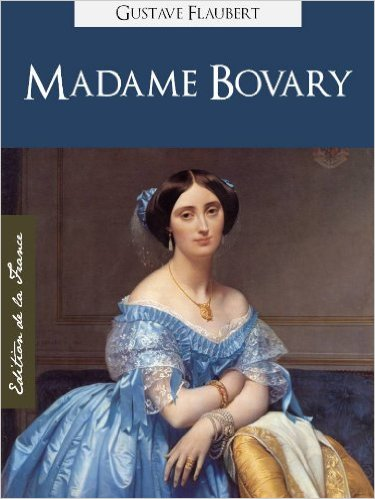 GUSTAVE FLAUBERT
MADAME BOVARY
Edition de la France